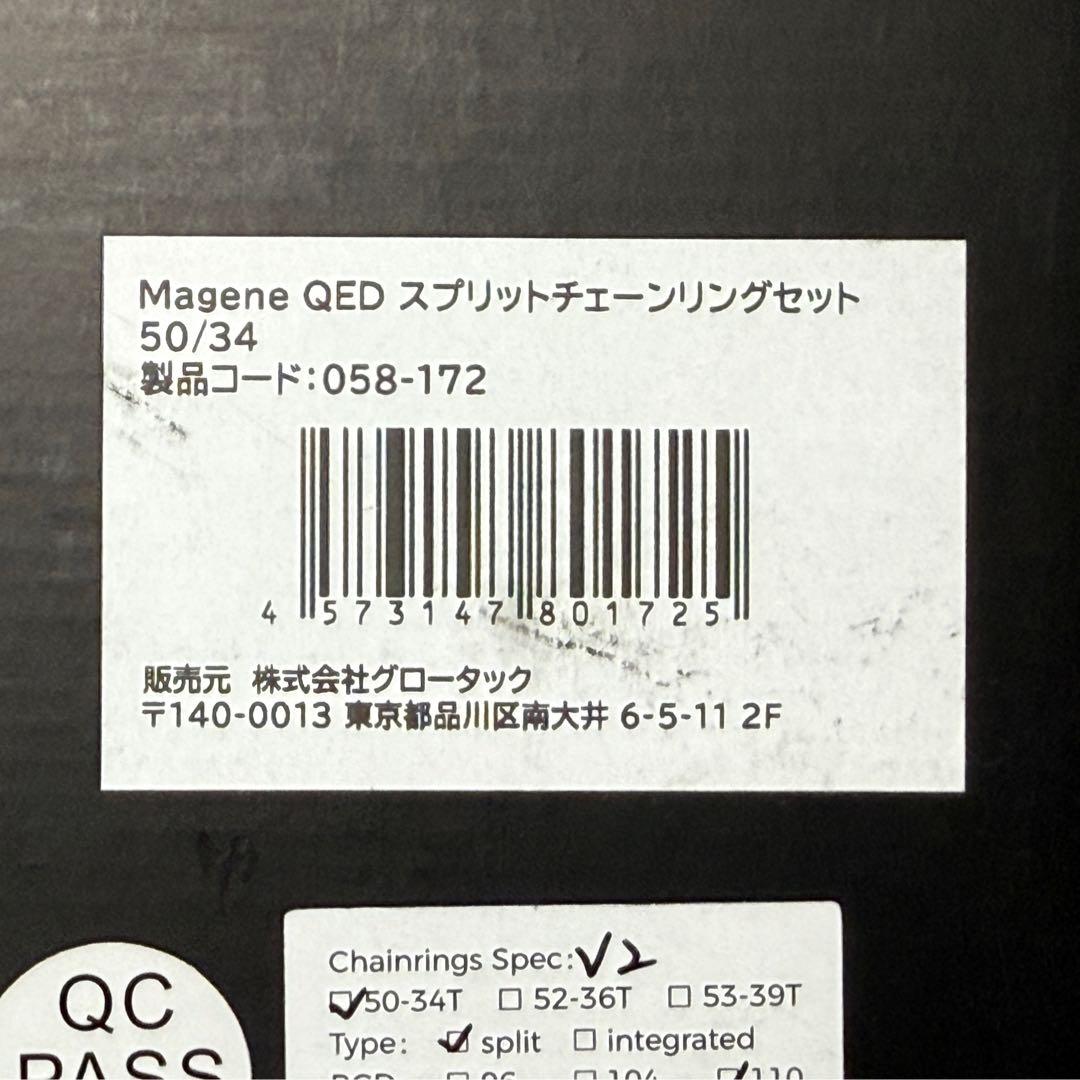 Magene QED スプリットチェーンリングセット
50/34
製品コード：058-172
4 573147 801725
販売元 株式会社グロータック
〒140-0013 東京都品川区南大井 6-5-11 2F
Chainrings Spec: V2
☑50-34T ☐ 52-36T ☐ 53-39T
Type: ☑ split ☐ integrated
QC
PASS